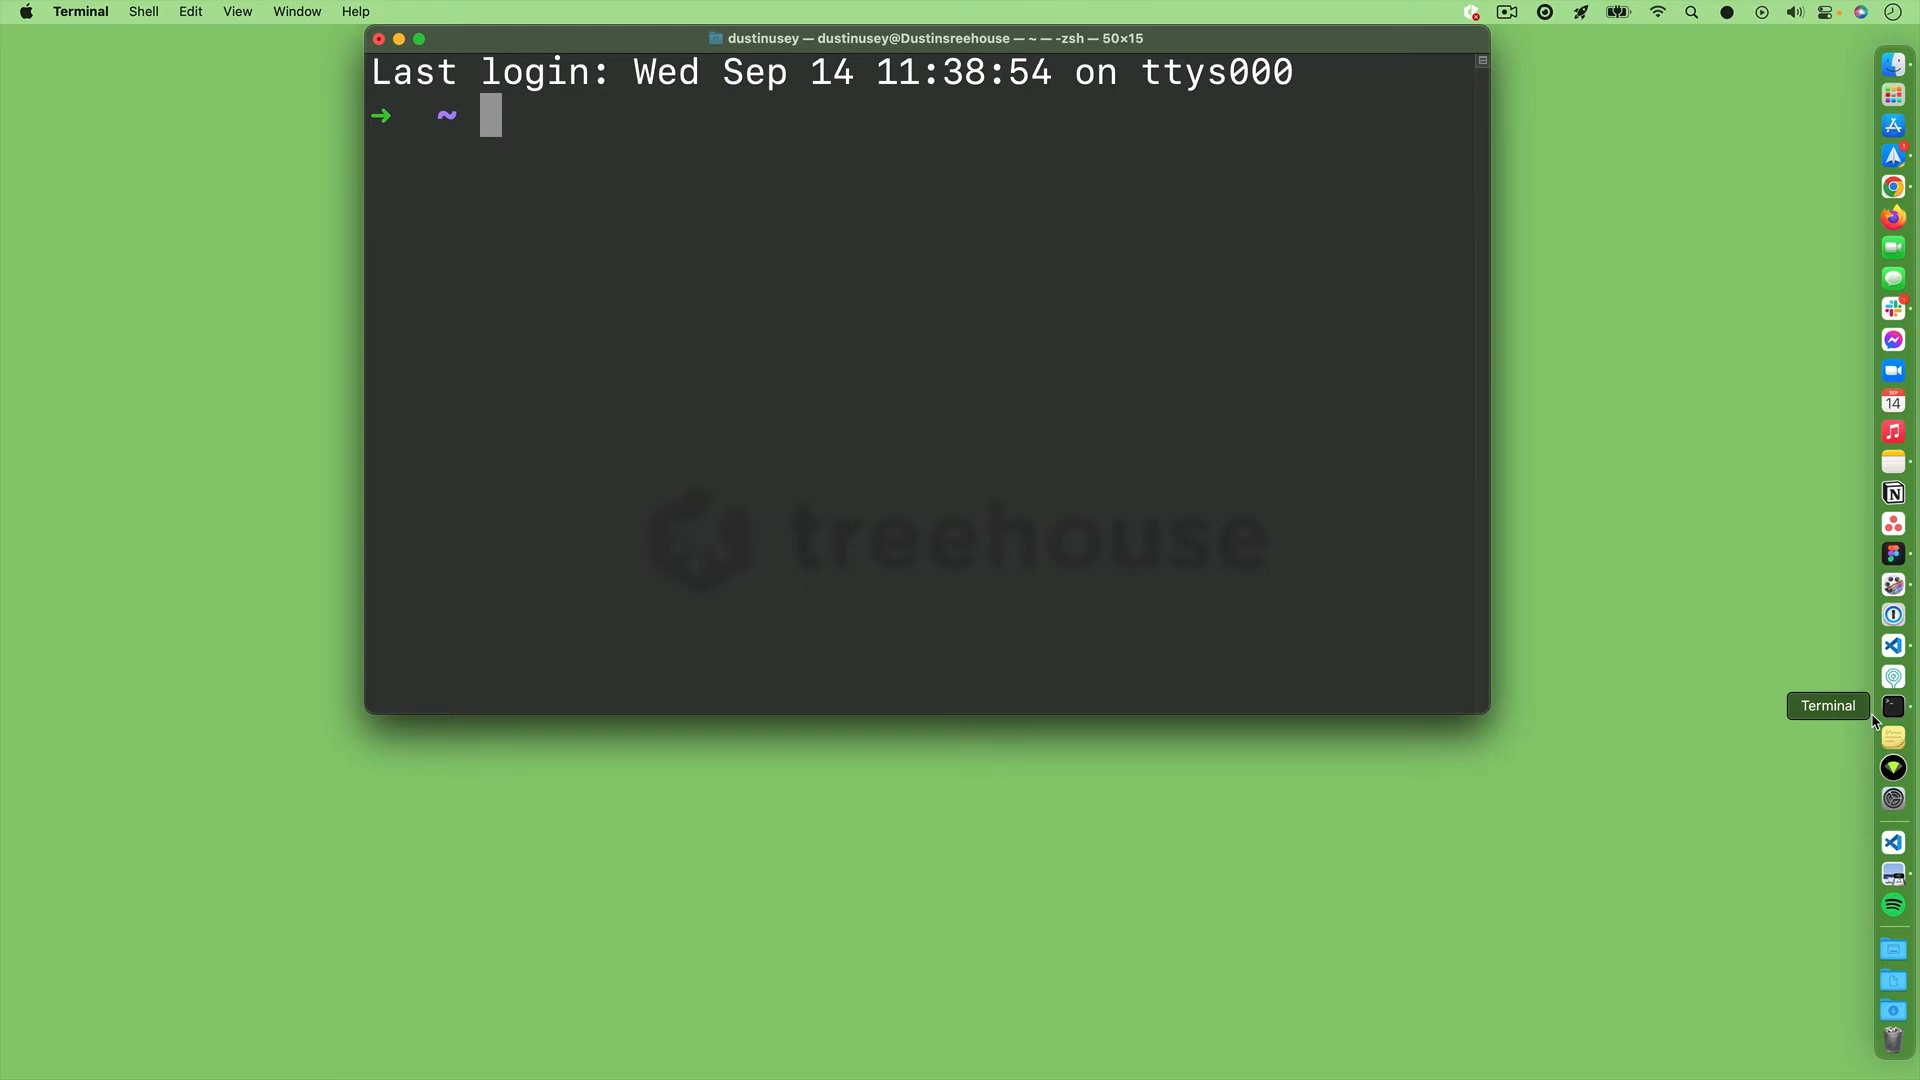 Terminal Shell Edit View Window Help
dustinusey — dustinusey@Dustinsreehouse — ~ — -zsh — 50×15
Last login: Wed Sep 14 11:38:54 on ttys000
➜ ~
treehouse
SEP
14
Terminal